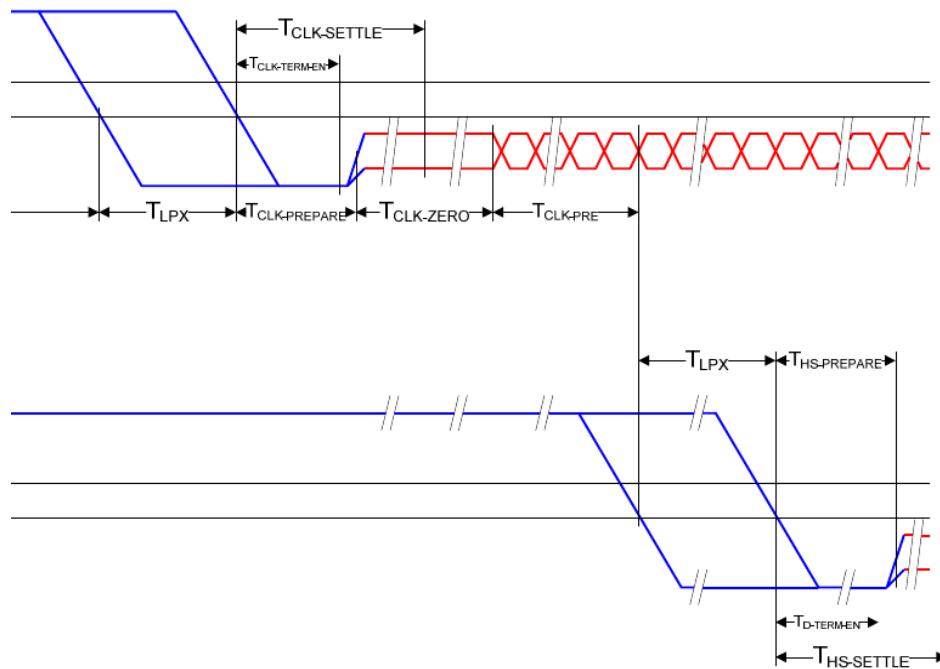 TCLK-SETTLE
TCLK-TERM-EN
TLPX
TCLK-PREPARE
TCLK-ZERO
TCLK-PRE
TLPX
THS-PREPARE
TD-TERM-EN
THS-SETTLE